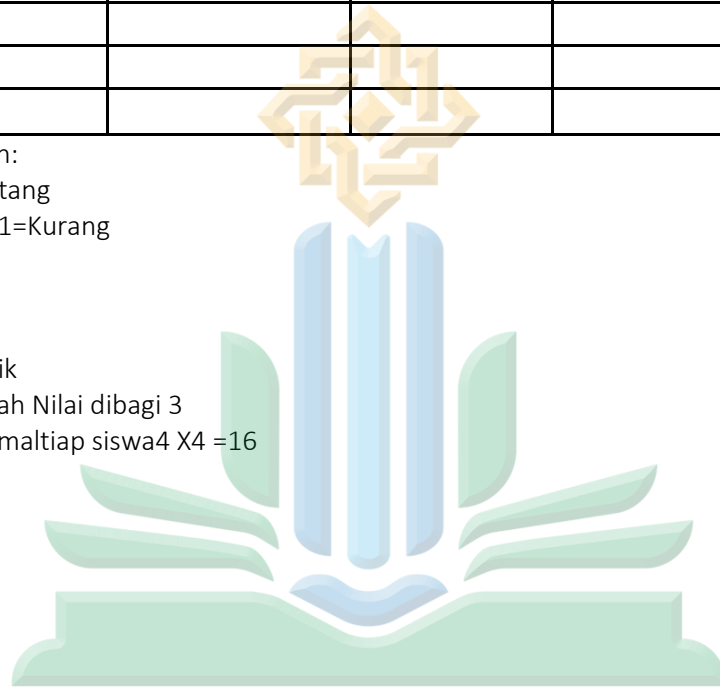 n:
tang
1=Kurang
ik
ah Nilai dibagi 3
maltiap siswa4 X4 =16